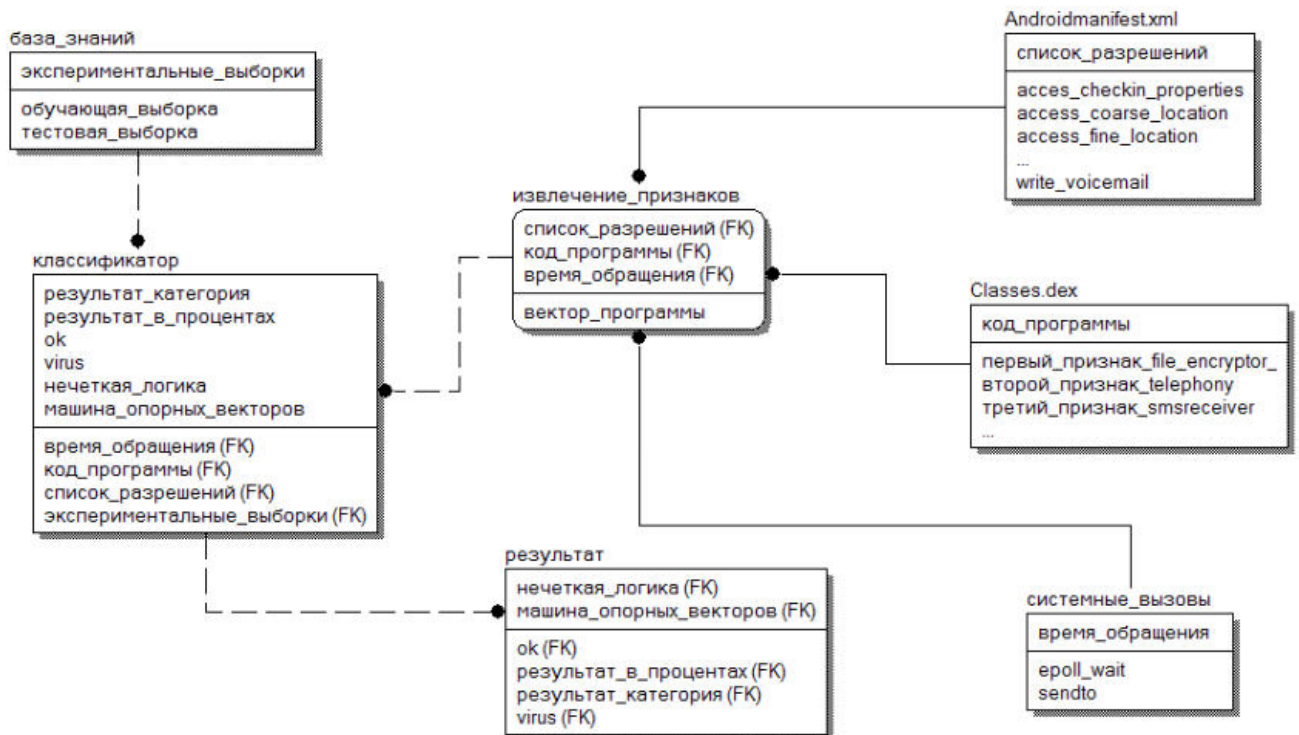 база_знаний
экспериментальные_выборки
обучающая_выборка
тестовая_выборка
Androidmanifest.xml
список_разрешений
acces_checkin_properties
access_coarse_location
access_fine_location
...
write_voicemail
извлечение_признаков
список_разрешений (FK)
код_программы (FK)
время_обращения (FK)
вектор_программы
классификатор
результат_категория
результат_в_процентах
ok
virus
нечеткая_логика
машина_опорных_векторов
время_обращения (FK)
код_программы (FK)
список_разрешений (FK)
экспериментальные_выборки (FK)
Classes.dex
код_программы
первый_признак_file_encryptor_
второй_признак_telephony
третий_признак_smsreceiver
...
результат
нечеткая_логика (FK)
машина_опорных_векторов (FK)
ok (FK)
результат_в_процентах (FK)
результат_категория (FK)
virus (FK)
системные_вызовы
время_обращения
epoll_wait
sendto